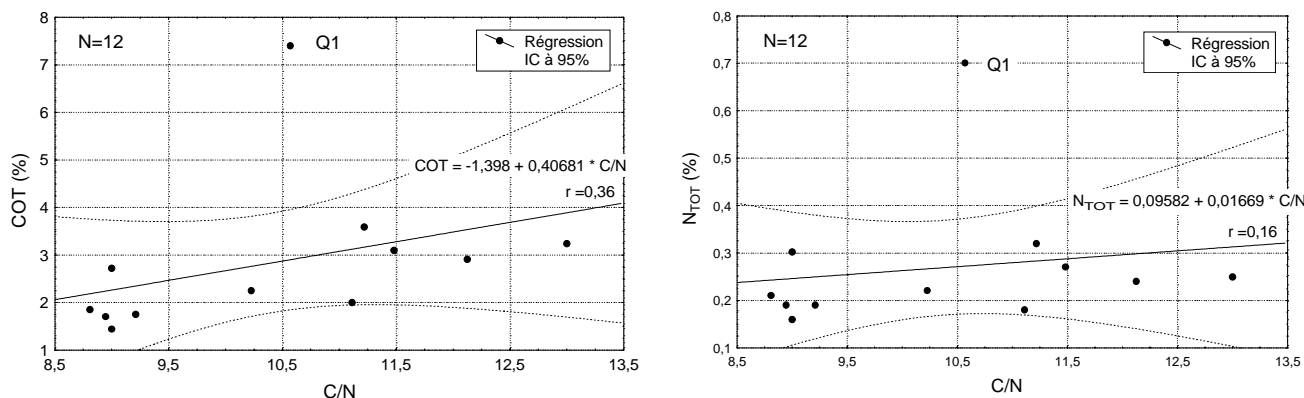 8
7
6
5
4
3
2
1
COT (%)
N=12
Q1
Régression
IC à 95%
COT = -1,398 + 0,40681 * C/N
r =0,36
8,5
9,5
10,5
11,5
12,5
13,5
C/N
0,8
0,7
0,6
0,5
0,4
0,3
0,2
0,1
NTOT (%)
N=12
Q1
Régression
IC à 95%
NTOT = 0,09582 + 0,01669 * C/N
r =0,16
8,5
9,5
10,5
11,5
12,5
13,5
C/N